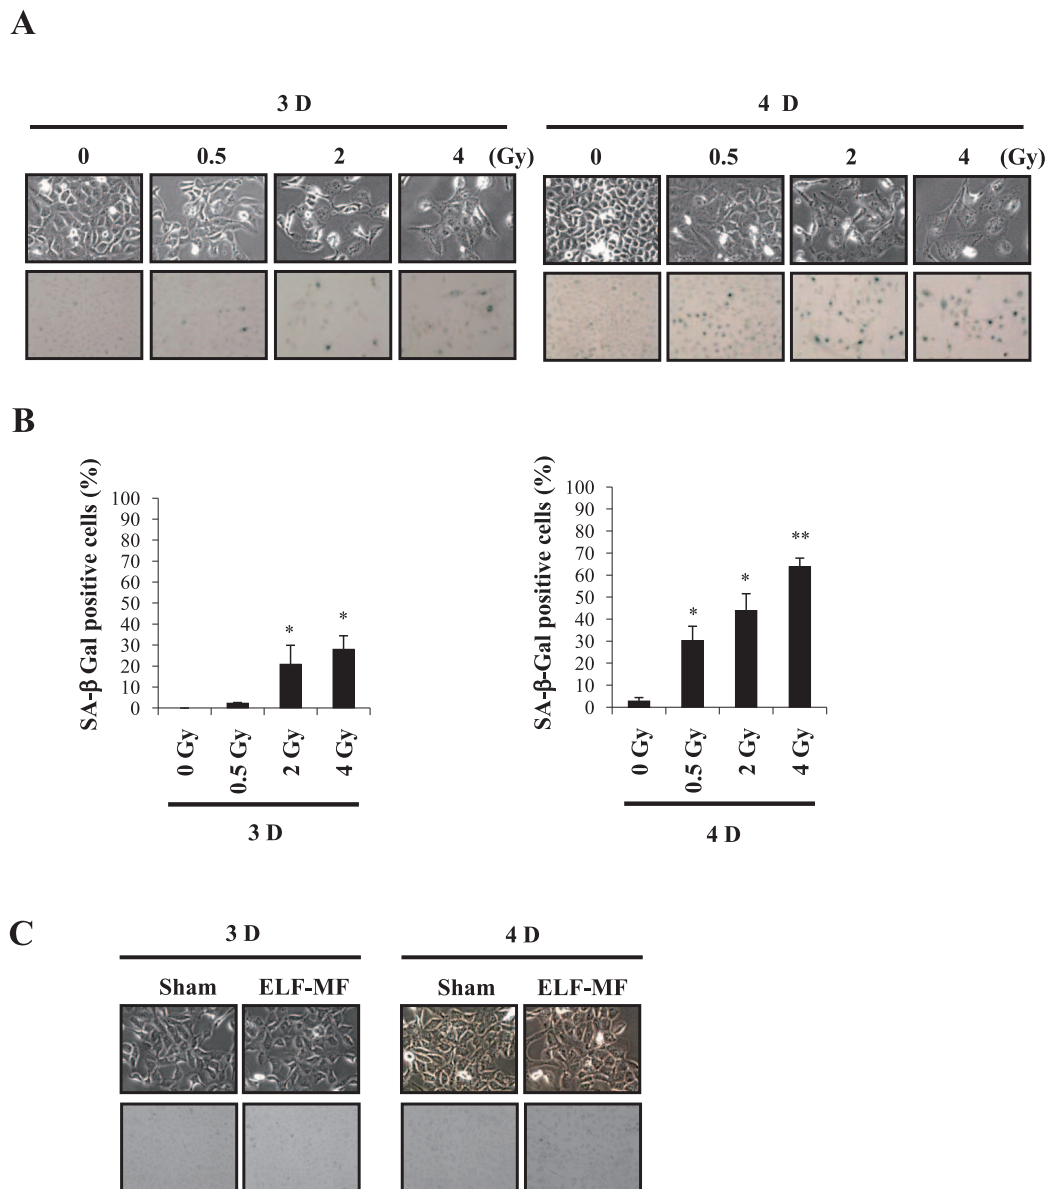 A
3 D
4 D
0 0.5 2 4 (Gy)
0 0.5 2 4 (Gy)
B
SA-β Gal positive cells (%)
100
90
80
70
60
50
40
30
20
10
0
*
*
0 Gy
0.5 Gy
2 Gy
4 Gy
3 D
SA-β-Gal positive cells (%)
100
90
80
70
60
50
40
30
20
10
0
*
*
**
0 Gy
0.5 Gy
2 Gy
4 Gy
4 D
C
3 D
4 D
Sham ELF-MF
Sham ELF-MF